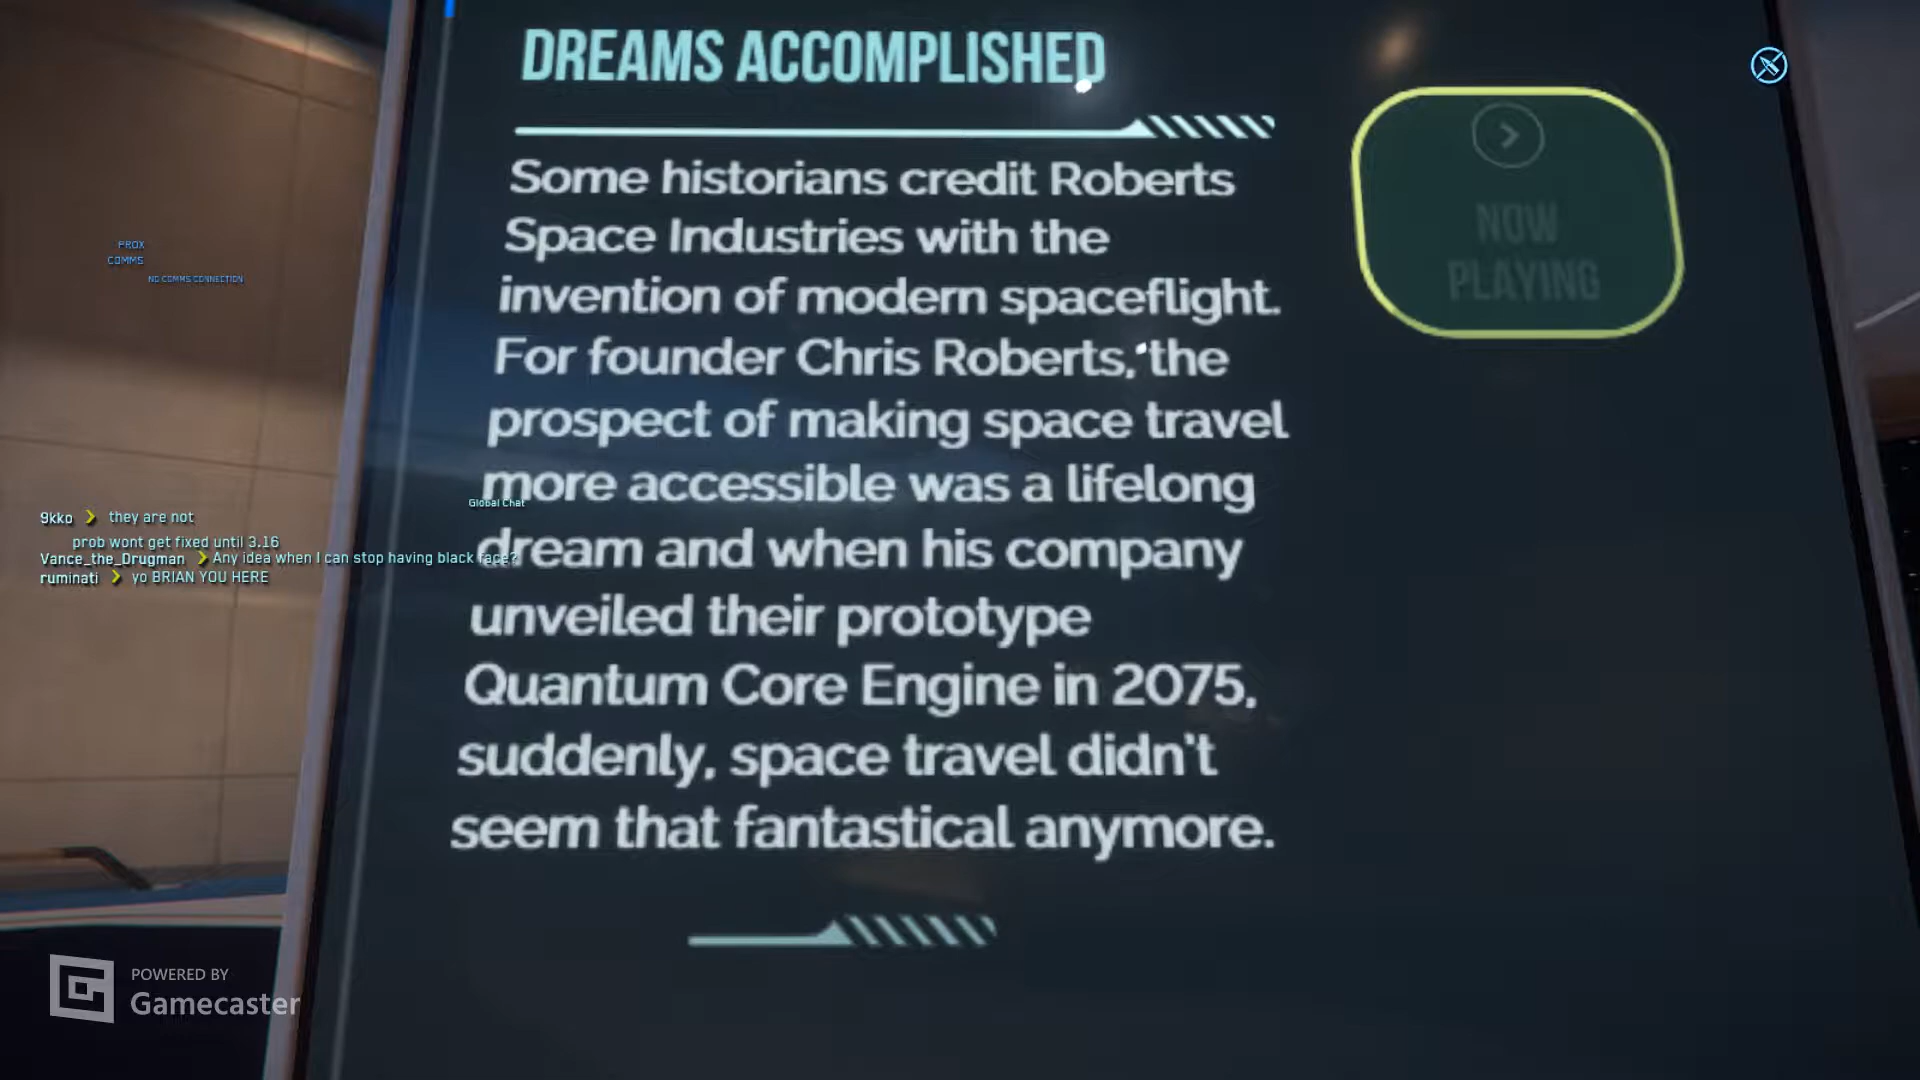 DREAMS ACCOMPLISHED
Some historians credit Roberts
Space Industries with the
invention of modern spaceflight.
For founder Chris Roberts, the
prospect of making space travel
more accessible was a lifelong
dream and when his company
unveiled their prototype
Quantum Core Engine in 2075,
suddenly, space travel didn't
seem that fantastical anymore.
NOW
PLAYING
PROX
COMMS
NO COMMS CONNECTION
Global Chat
9kko > they are not
prob wont get fixed until 3.16
Vance_the_Drugman > Any idea when I can stop having black face?
ruminati > yo BRIAN YOU HERE
POWERED BY
Gamecaster